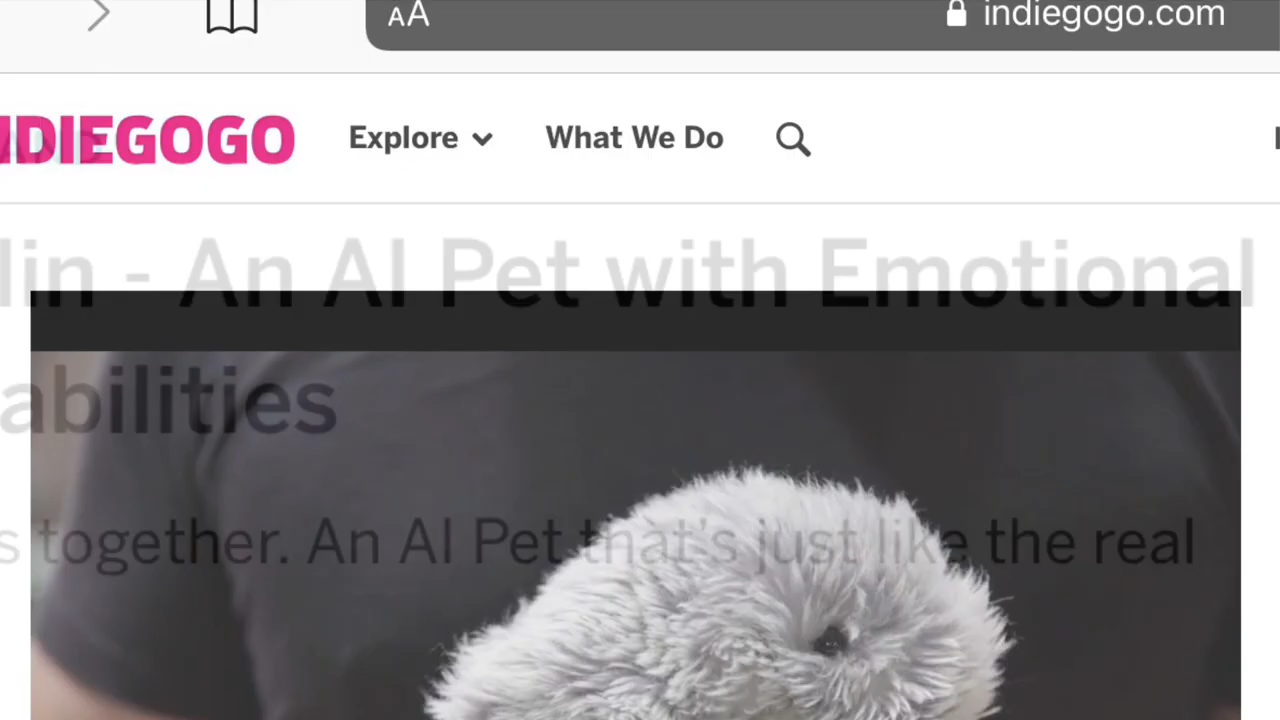 AA indiegogo.com
NDIEGOGO Explore What We Do
lin - An AI Pet with Emotional
abilities
s together. An AI Pet that's just like the real